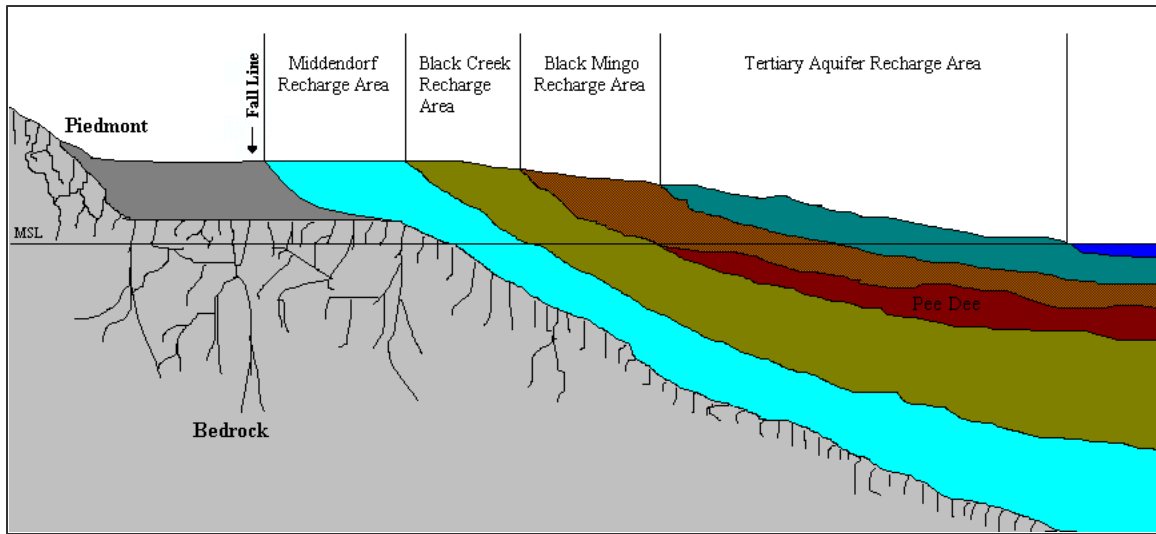 Fall Line
Middendorf
Recharge Area
Black Creek
Recharge
Area
Black Mingo
Recharge Area
Tertiary Aquifer Recharge Area
Piedmont
MSL
Pee Dee
Bedrock